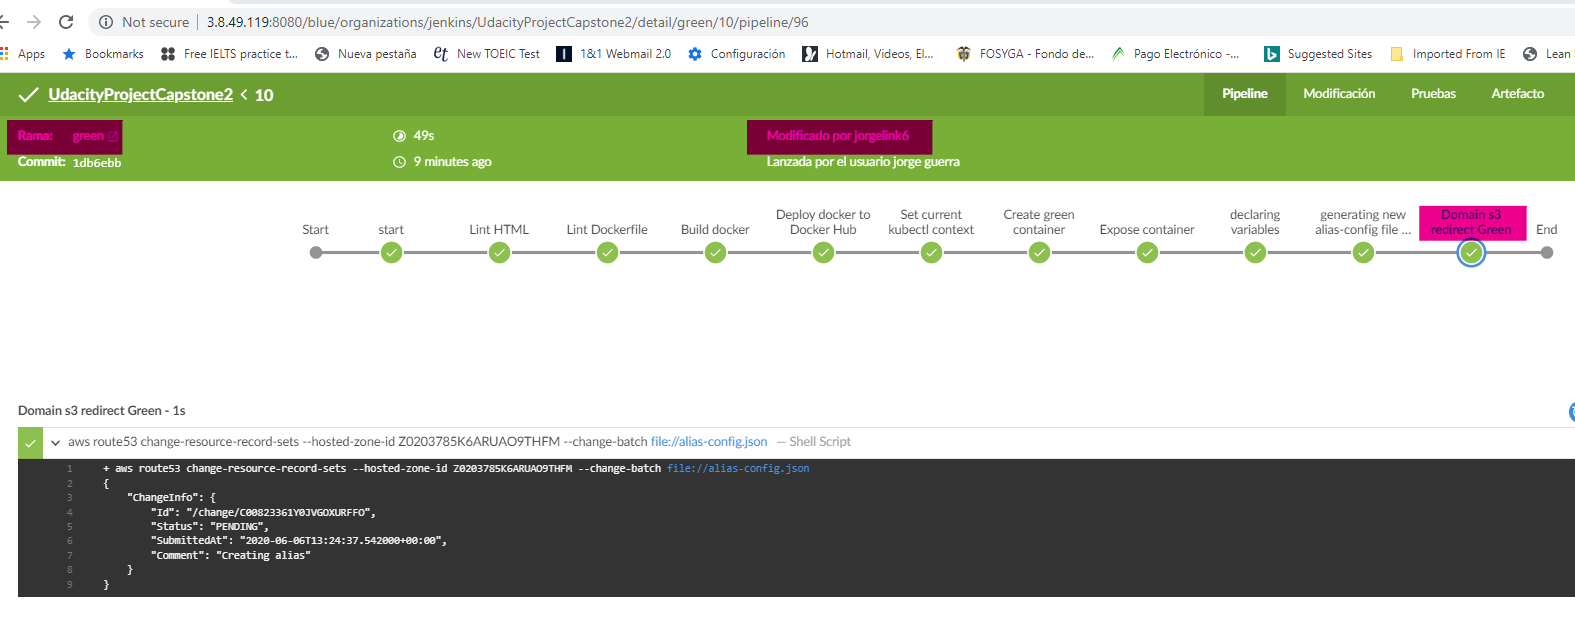 Not secure 3.8.49.119:8080/blue/organizations/jenkins/UdacityProjectCapstone2/detail/green/10/pipeline/96
Apps Bookmarks Free IELTS practice t... Nueva pestaña et New TOEIC Test 1&1 Webmail 2.0 Configuración Hotmail, Videos, El... FOSYGA - Fondo de... Pago Electrónico -... Suggested Sites Imported From IE Lean
UdacityProjectCapstone2 < 10 Pipeline Modificación Pruebas Artefacto
Rama: green 49s Modificado por jorgelink6
Commit: 1db6ebb 9 minutes ago Lanzada por el usuario jorge guerra
Start
start
Lint HTML
Lint Dockerfile
Build docker
Deploy docker to
Docker Hub
Set current
kubectl context
Create green
container
Expose container
declaring
variables
generating new
alias-config file ...
Domain s3
redirect Green
End
Domain s3 redirect Green - 1s
aws route53 change-resource-record-sets --hosted-zone-id Z0203785K6ARUAO9THFM --change-batch file://alias-config.json — Shell Script
1 + aws route53 change-resource-record-sets --hosted-zone-id Z0203785K6ARUAO9THFM --change-batch file://alias-config.json
2 {
3 "ChangeInfo": {
4 "Id": "/change/C00823361Y0JVGOXURFFO",
5 "Status": "PENDING",
6 "SubmittedAt": "2020-06-06T13:24:37.542000+00:00",
7 "Comment": "Creating alias"
8 }
9 }